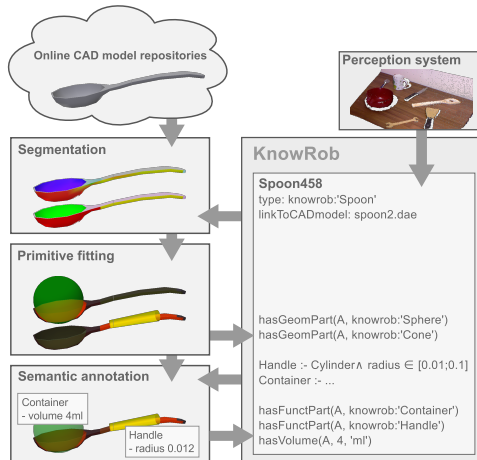 Online CAD model repositories
Perception system
Segmentation
KnowRob
Spoon458
type: knowrob:'Spoon'
linkToCADmodel: spoon2.dae
Primitive fitting
hasGeomPart(A, knowrob:'Sphere')
hasGeomPart(A, knowrob:'Cone')
Handle :- Cylinder∧ radius ∈ [0.01;0.1]
Container :- ...
Semantic annotation
Container
- volume 4ml
Handle
- radius 0.012
hasFunctPart(A, knowrob:'Container')
hasFunctPart(A, knowrob:'Handle')
hasVolume(A, 4, 'ml')